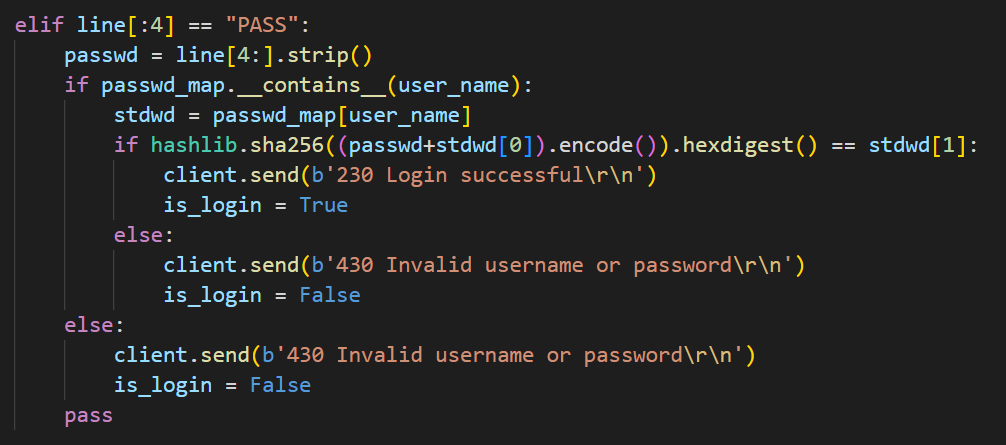 elif line[:4] == "PASS":
    passwd = line[4:].strip()
    if passwd_map.__contains__(user_name):
        stdwd = passwd_map[user_name]
        if hashlib.sha256((passwd+stdwd[0]).encode()).hexdigest() == stdwd[1]:
            client.send(b'230 Login successful\r\n')
            is_login = True
        else:
            client.send(b'430 Invalid username or password\r\n')
            is_login = False
    else:
        client.send(b'430 Invalid username or password\r\n')
        is_login = False
    pass